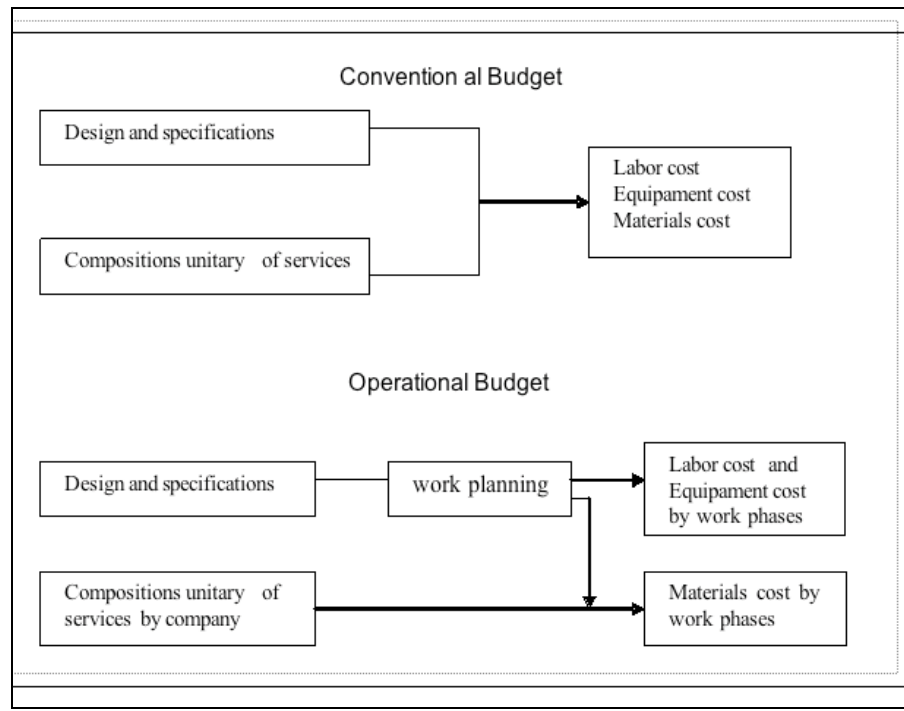 Convention al Budget
Design and specifications
Compositions unitary of services
Labor cost
Equipament cost
Materials cost
Operational Budget
Design and specifications
work planning
Labor cost and
Equipament cost
by work phases
Compositions unitary of
services by company
Materials cost by
work phases